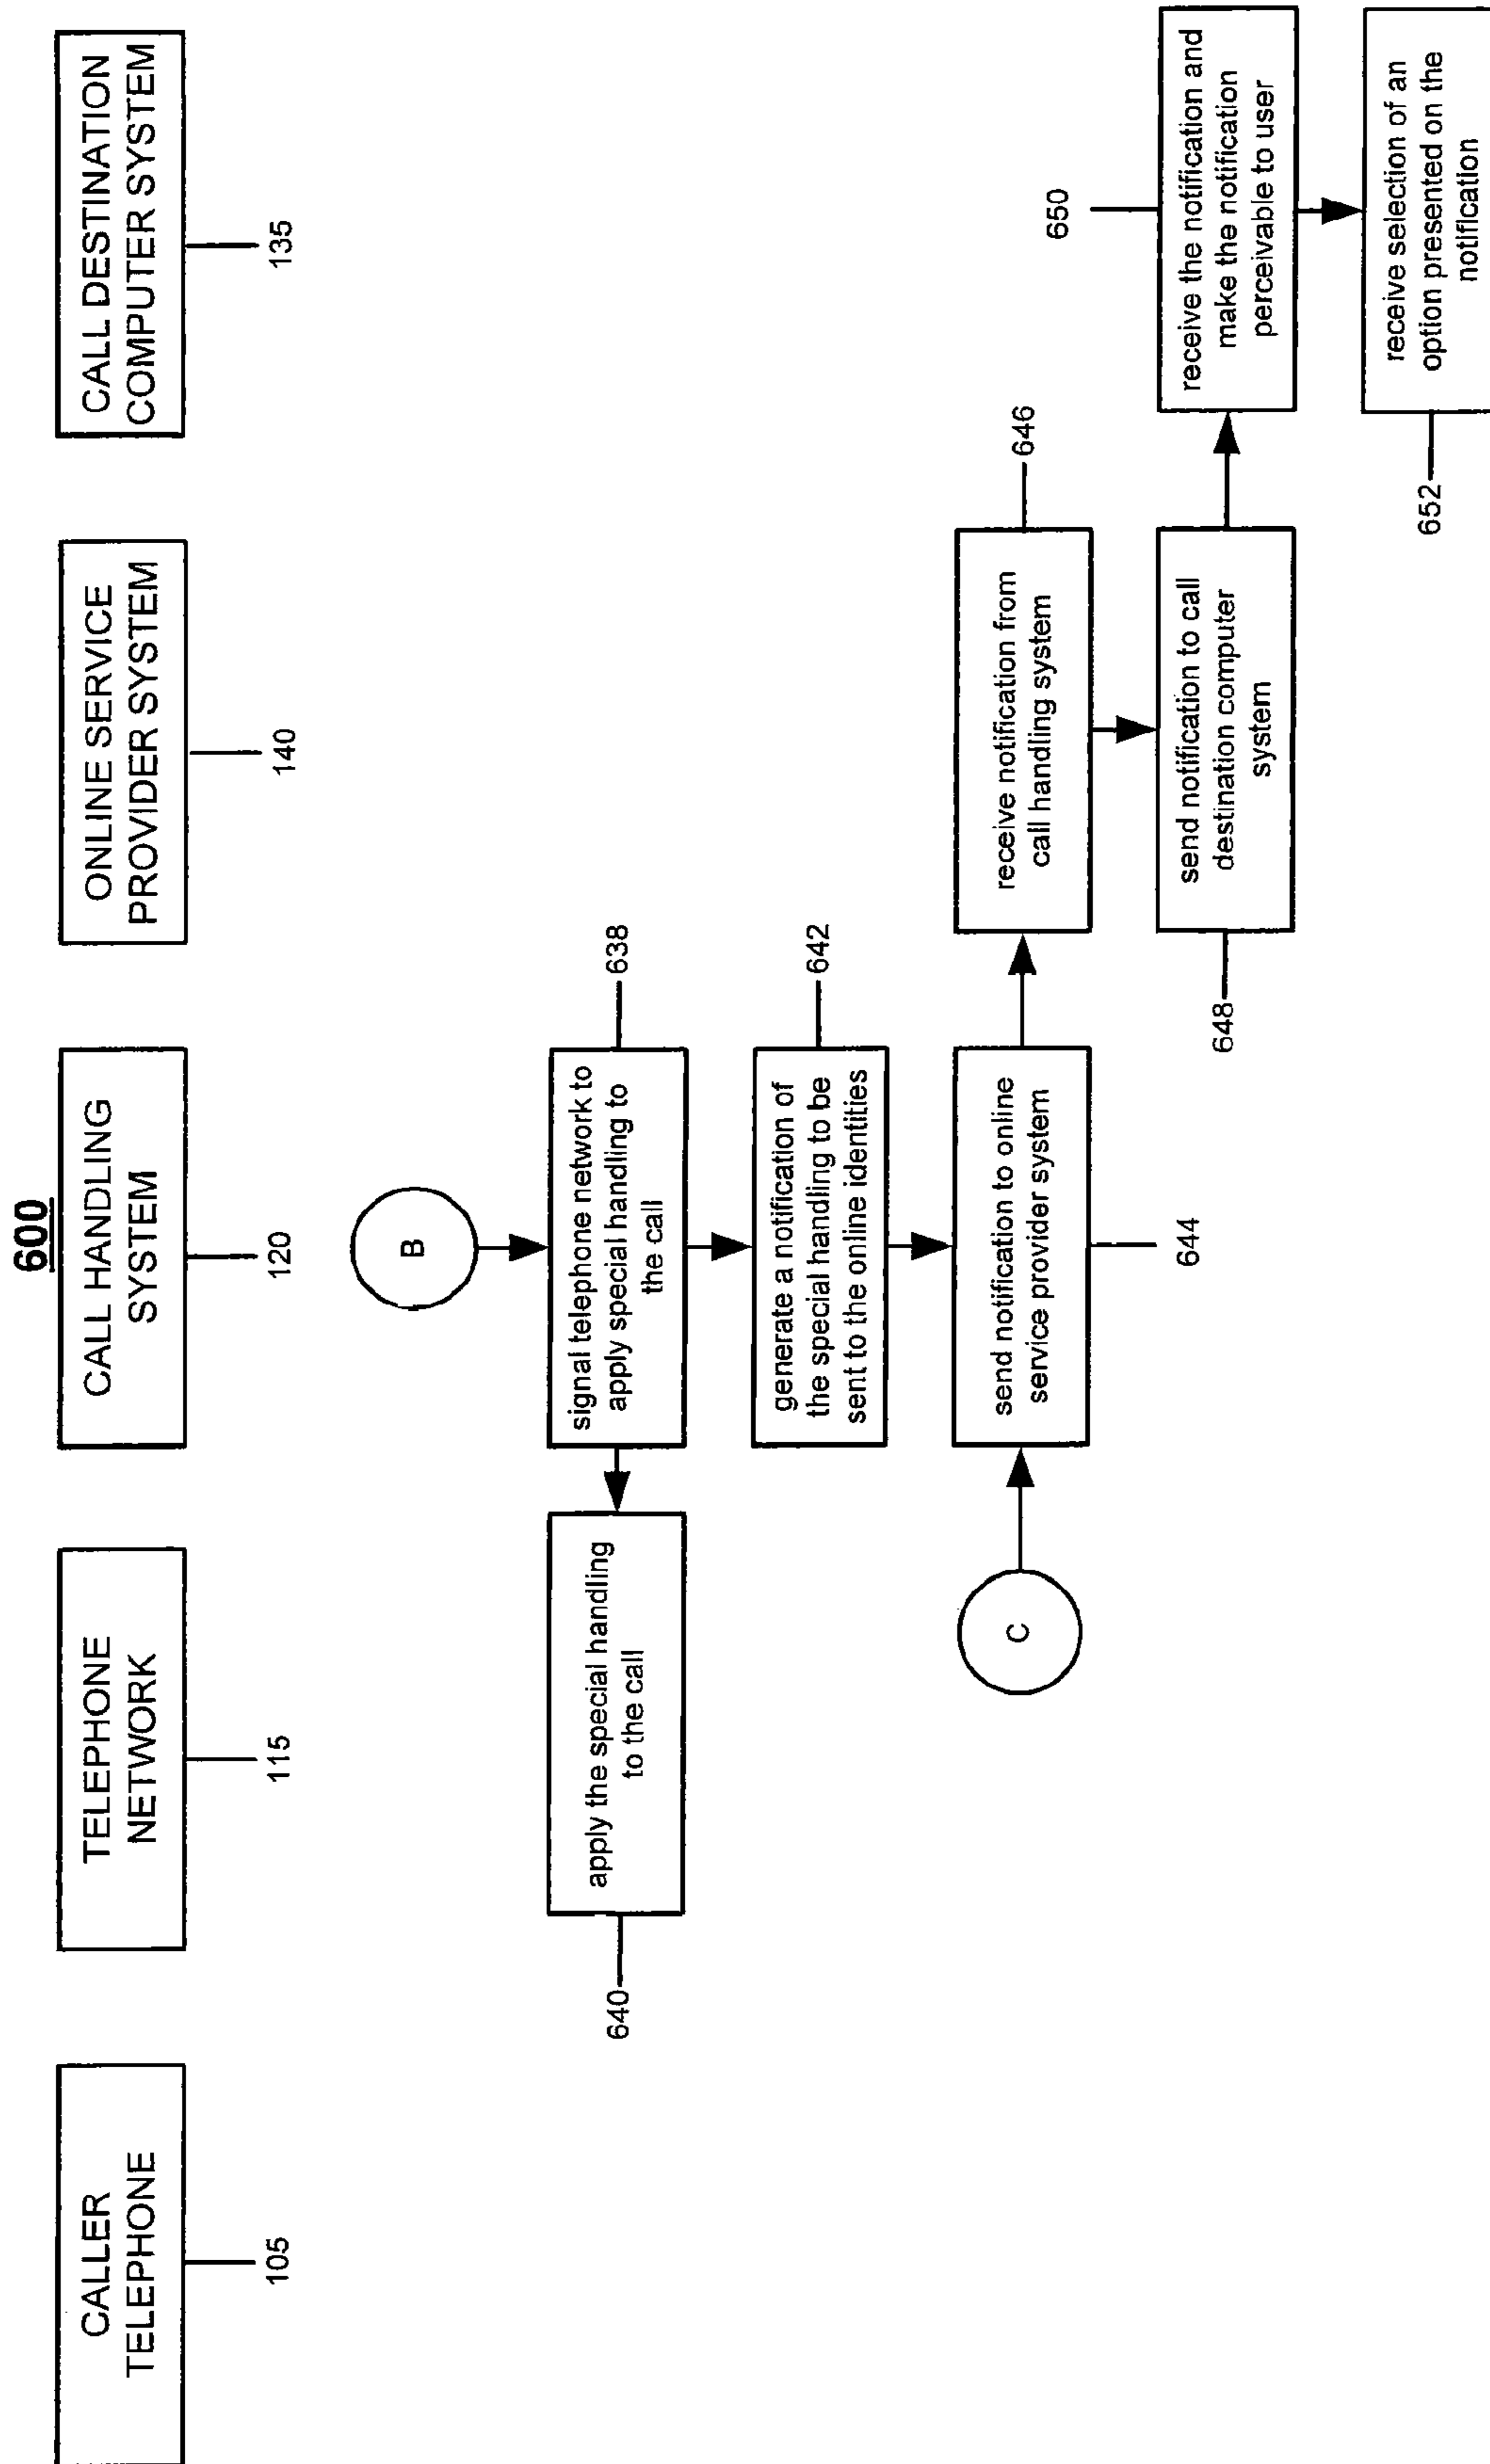 600
CALLER
TELEPHONE
105
TELEPHONE
NETWORK
115
CALL HANDLING
SYSTEM
120
ONLINE SERVICE
PROVIDER SYSTEM
140
CALL DESTINATION
COMPUTER SYSTEM
135
B
640
apply the special handling
to the call
signal telephone network to
apply special handling to
the call
638
generate a notification of
the special handling to be
sent to the online identities
642
C
send notification to online
service provider system
644
receive notification from
call handling system
646
648
send notification to call
destination computer
system
650
receive the notification and
make the notification
perceivable to user
652
receive selection of an
option presented on the
notification